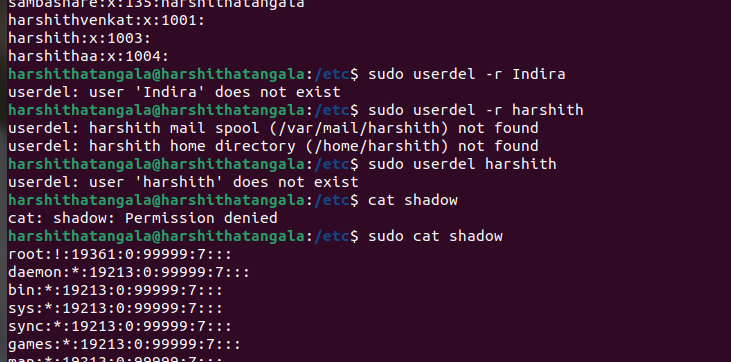 sambashare:x:135:harshithatangala
harshithvenkat:x:1001:
harshith:x:1003:
harshithaa:x:1004:
harshithatangala@harshithatangala:/etc$ sudo userdel -r Indira
userdel: user 'Indira' does not exist
harshithatangala@harshithatangala:/etc$ sudo userdel -r harshith
userdel: harshith mail spool (/var/mail/harshith) not found
userdel: harshith home directory (/home/harshith) not found
harshithatangala@harshithatangala:/etc$ sudo userdel harshith
userdel: user 'harshith' does not exist
harshithatangala@harshithatangala:/etc$ cat shadow
cat: shadow: Permission denied
harshithatangala@harshithatangala:/etc$ sudo cat shadow
root:!:19361:0:99999:7:::
daemon:*:19213:0:99999:7:::
bin:*:19213:0:99999:7:::
sys:*:19213:0:99999:7:::
sync:*:19213:0:99999:7:::
games:*:19213:0:99999:7:::
man:*:19213:0:99999:7:::